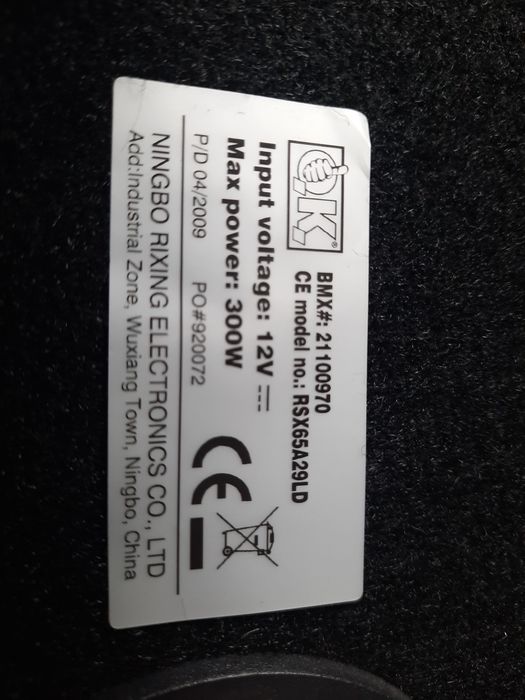 OK®
BMX#: 21100970
CE model no.: RSX65A29LD
Input voltage: 12V ⎓
Max power: 300W
P/D 04/2009 PO#920072
CE
NINGBO RIXING ELECTRONICS CO., LTD
Add:Industrial Zone, Wuxiang Town, Ningbo, China